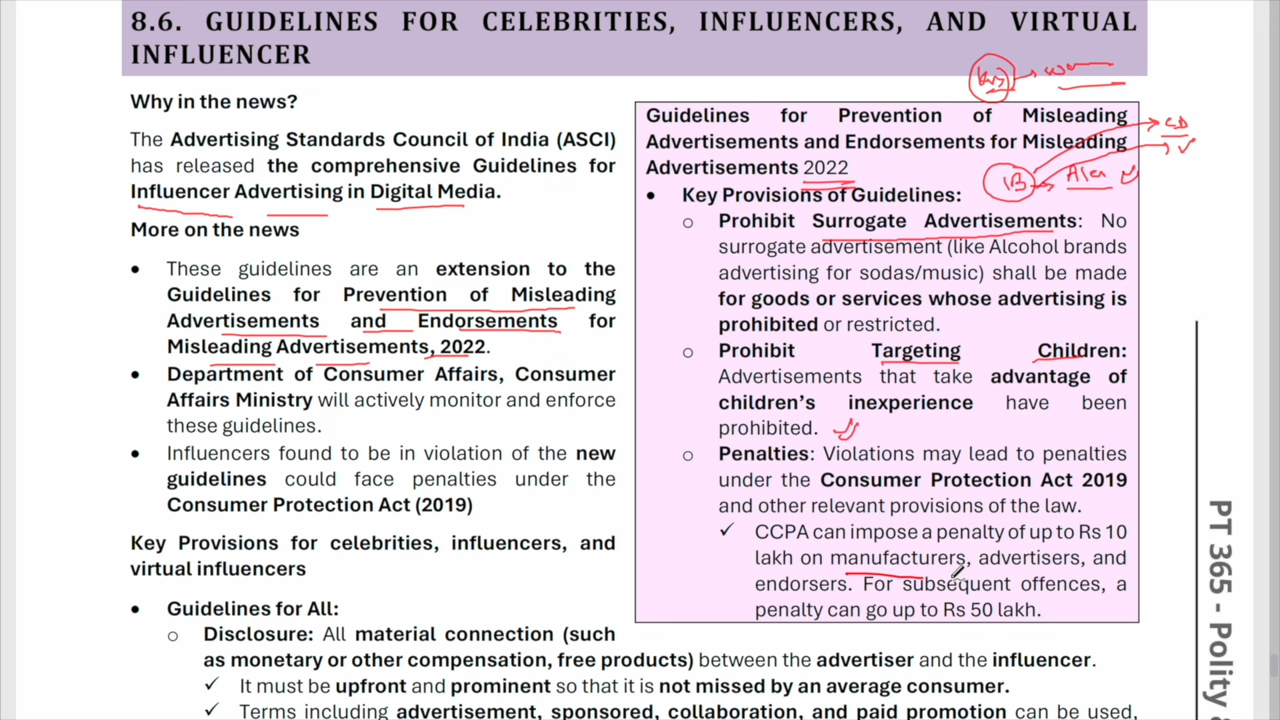 8.6. GUIDELINES FOR CELEBRITIES, INFLUENCERS, AND VIRTUAL
INFLUENCER
Why in the news?
The Advertising Standards Council of India (ASCI)
has released the comprehensive Guidelines for
Influencer Advertising in Digital Media.
More on the news
• These guidelines are an extension to the
Guidelines for Prevention of Misleading
Advertisements and Endorsements for
Misleading Advertisements, 2022.
• Department of Consumer Affairs, Consumer
Affairs Ministry will actively monitor and enforce
these guidelines.
• Influencers found to be in violation of the new
guidelines could face penalties under the
Consumer Protection Act (2019)
Key Provisions for celebrities, influencers, and
virtual influencers
• Guidelines for All:
o Disclosure: All material connection (such
as monetary or other compensation, free products) between the advertiser and the influencer.
✓ It must be upfront and prominent so that it is not missed by an average consumer.
✓ Terms including advertisement, sponsored, collaboration, and paid promotion can be used,
Guidelines for Prevention of Misleading
Advertisements and Endorsements for Misleading
Advertisements 2022
• Key Provisions of Guidelines:
o Prohibit Surrogate Advertisements: No
surrogate advertisement (like Alcohol brands
advertising for sodas/music) shall be made
for goods or services whose advertising is
prohibited or restricted.
o Prohibit Targeting Children:
Advertisements that take advantage of
children's inexperience have been
prohibited.
o Penalties: Violations may lead to penalties
under the Consumer Protection Act 2019
and other relevant provisions of the law.
✓ CCPA can impose a penalty of up to Rs 10
lakh on manufacturers, advertisers, and
endorsers. For subsequent offences, a
penalty can go up to Rs 50 lakh.
CD
PT 365 - Polity